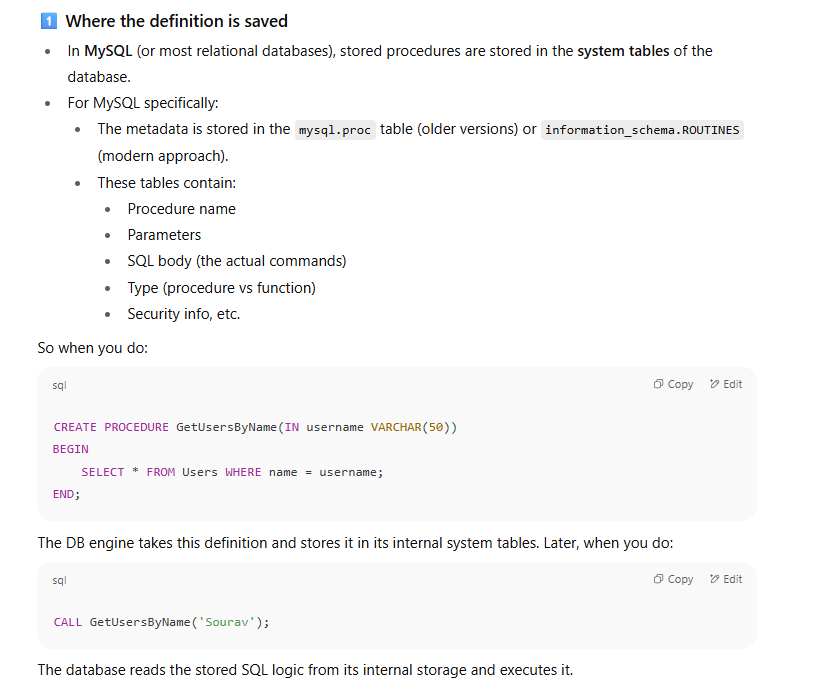 1 Where the definition is saved
• In MySQL (or most relational databases), stored procedures are stored in the system tables of the
database.
• For MySQL specifically:
• The metadata is stored in the mysql.proc table (older versions) or information_schema.ROUTINES
(modern approach).
• These tables contain:
• Procedure name
• Parameters
• SQL body (the actual commands)
• Type (procedure vs function)
• Security info, etc.
So when you do:
sql Copy Edit
CREATE PROCEDURE GetUsersByName(IN username VARCHAR(50))
BEGIN
    SELECT * FROM Users WHERE name = username;
END;
The DB engine takes this definition and stores it in its internal system tables. Later, when you do:
sql Copy Edit
CALL GetUsersByName('Sourav');
The database reads the stored SQL logic from its internal storage and executes it.